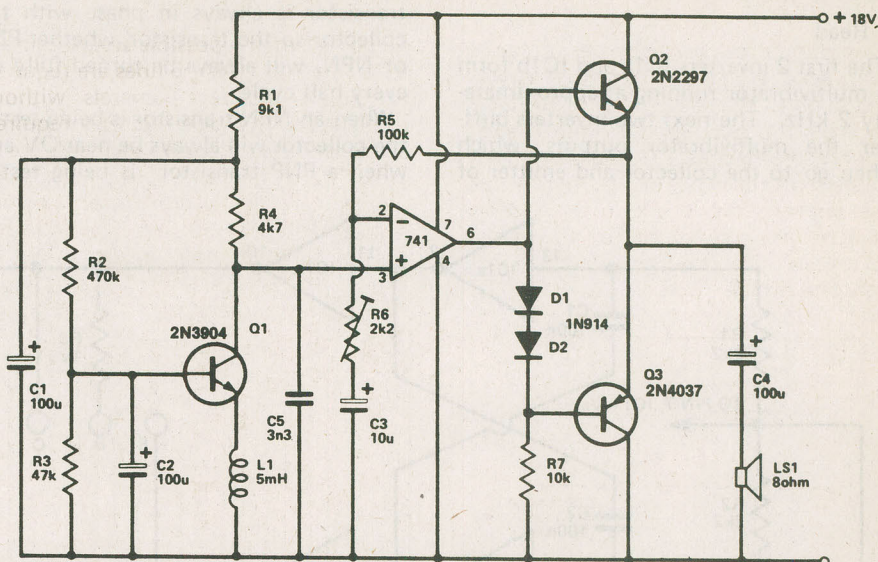 + 18V
Q2
2N2297
R1
9k1
R5
100k
R4
4k7
2
−
741
+
3
7
6
4
R2
470k
D1
1N914
D2
R6
2k2
2N3904
Q1
Q3
2N4037
+
C1
100u
C5
3n3
+
C3
10u
+
C4
100u
R3
47k
+
C2
100u
L1
5mH
R7
10k
LS1
8ohm